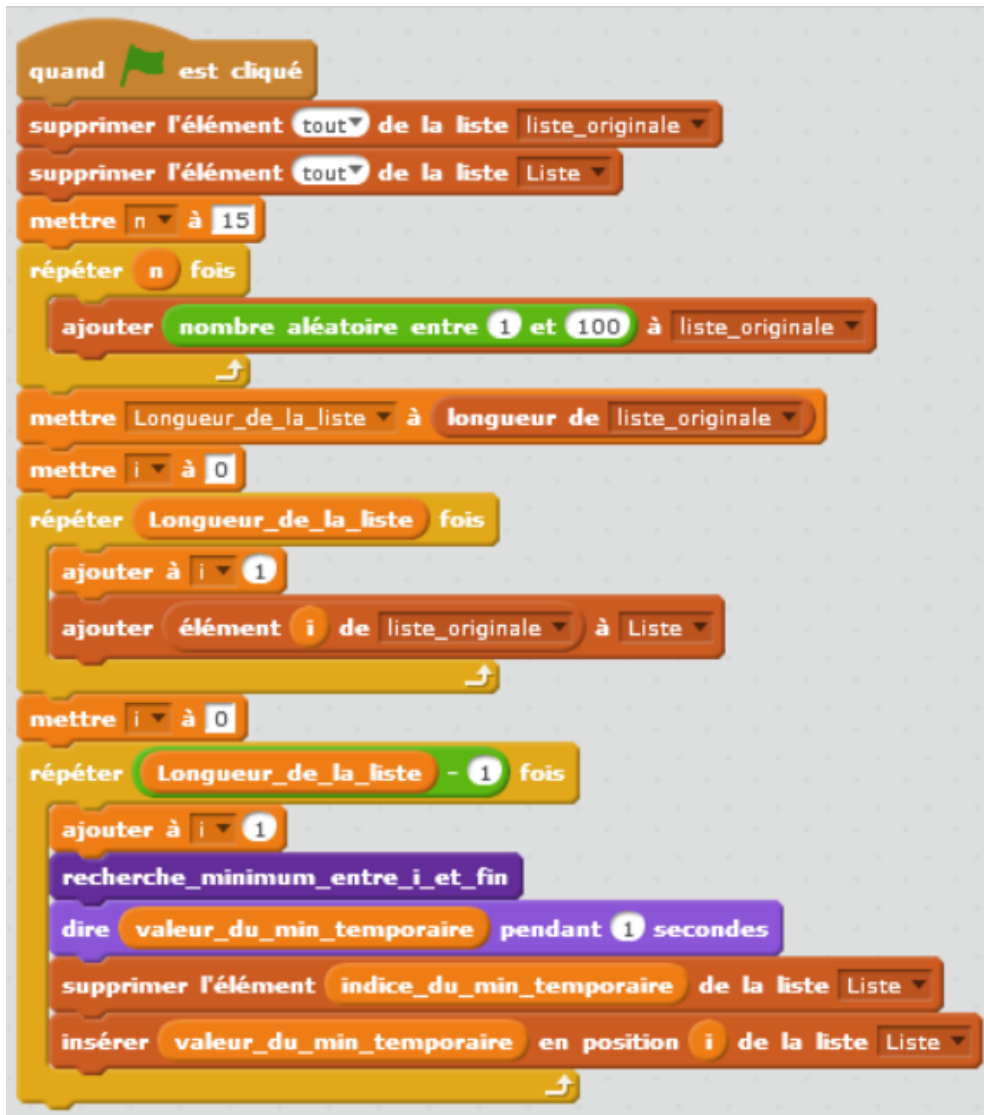 quand est cliqué
supprimer l'élément tout de la liste liste_originale
supprimer l'élément tout de la liste Liste
mettre n à 15
répéter n fois
ajouter nombre aléatoire entre 1 et 100 à liste_originale
mettre Longueur_de_la_liste à longueur de liste_originale
mettre i à 0
répéter Longueur_de_la_liste fois
ajouter à i 1
ajouter élément i de liste_originale à Liste
mettre i à 0
répéter Longueur_de_la_liste - 1 fois
ajouter à i 1
recherche_minimum_entre_i_et_fin
dire valeur_du_min_temporaire pendant 1 secondes
supprimer l'élément indice_du_min_temporaire de la liste Liste
insérer valeur_du_min_temporaire en position i de la liste Liste